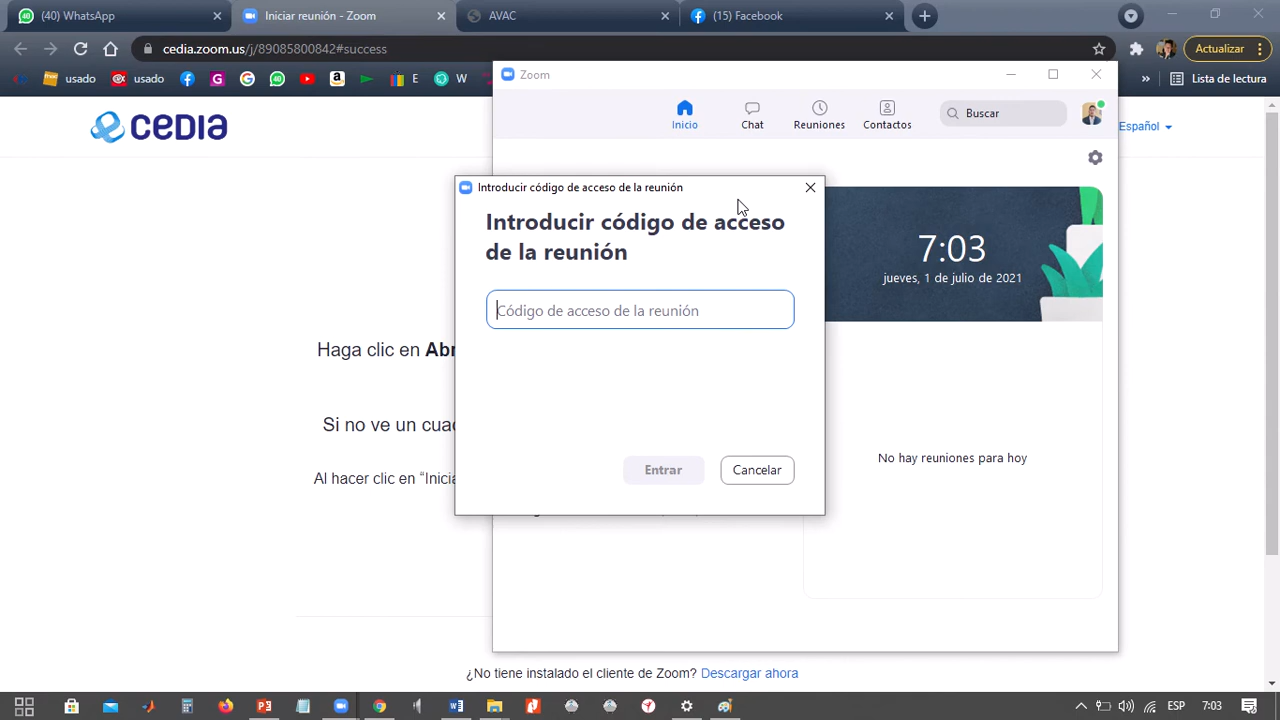 (40) WhatsApp
Iniciar reunión - Zoom
AVAC
(15) Facebook
cedia.zoom.us/j/89085800842#success
Actualizar
usado
usado
G
E
W
»
Lista de lectura
cedia
Zoom
Inicio
Chat
Reuniones
Contactos
Buscar
Español
Introducir código de acceso de la reunión
Introducir código de acceso
de la reunión
Código de acceso de la reunión
Entrar
Cancelar
7:03
jueves, 1 de julio de 2021
No hay reuniones para hoy
Haga clic en Abr
Si no ve un cuad
Al hacer clic en “Inicia
¿No tiene instalado el cliente de Zoom? Descargar ahora
ESP
7:03